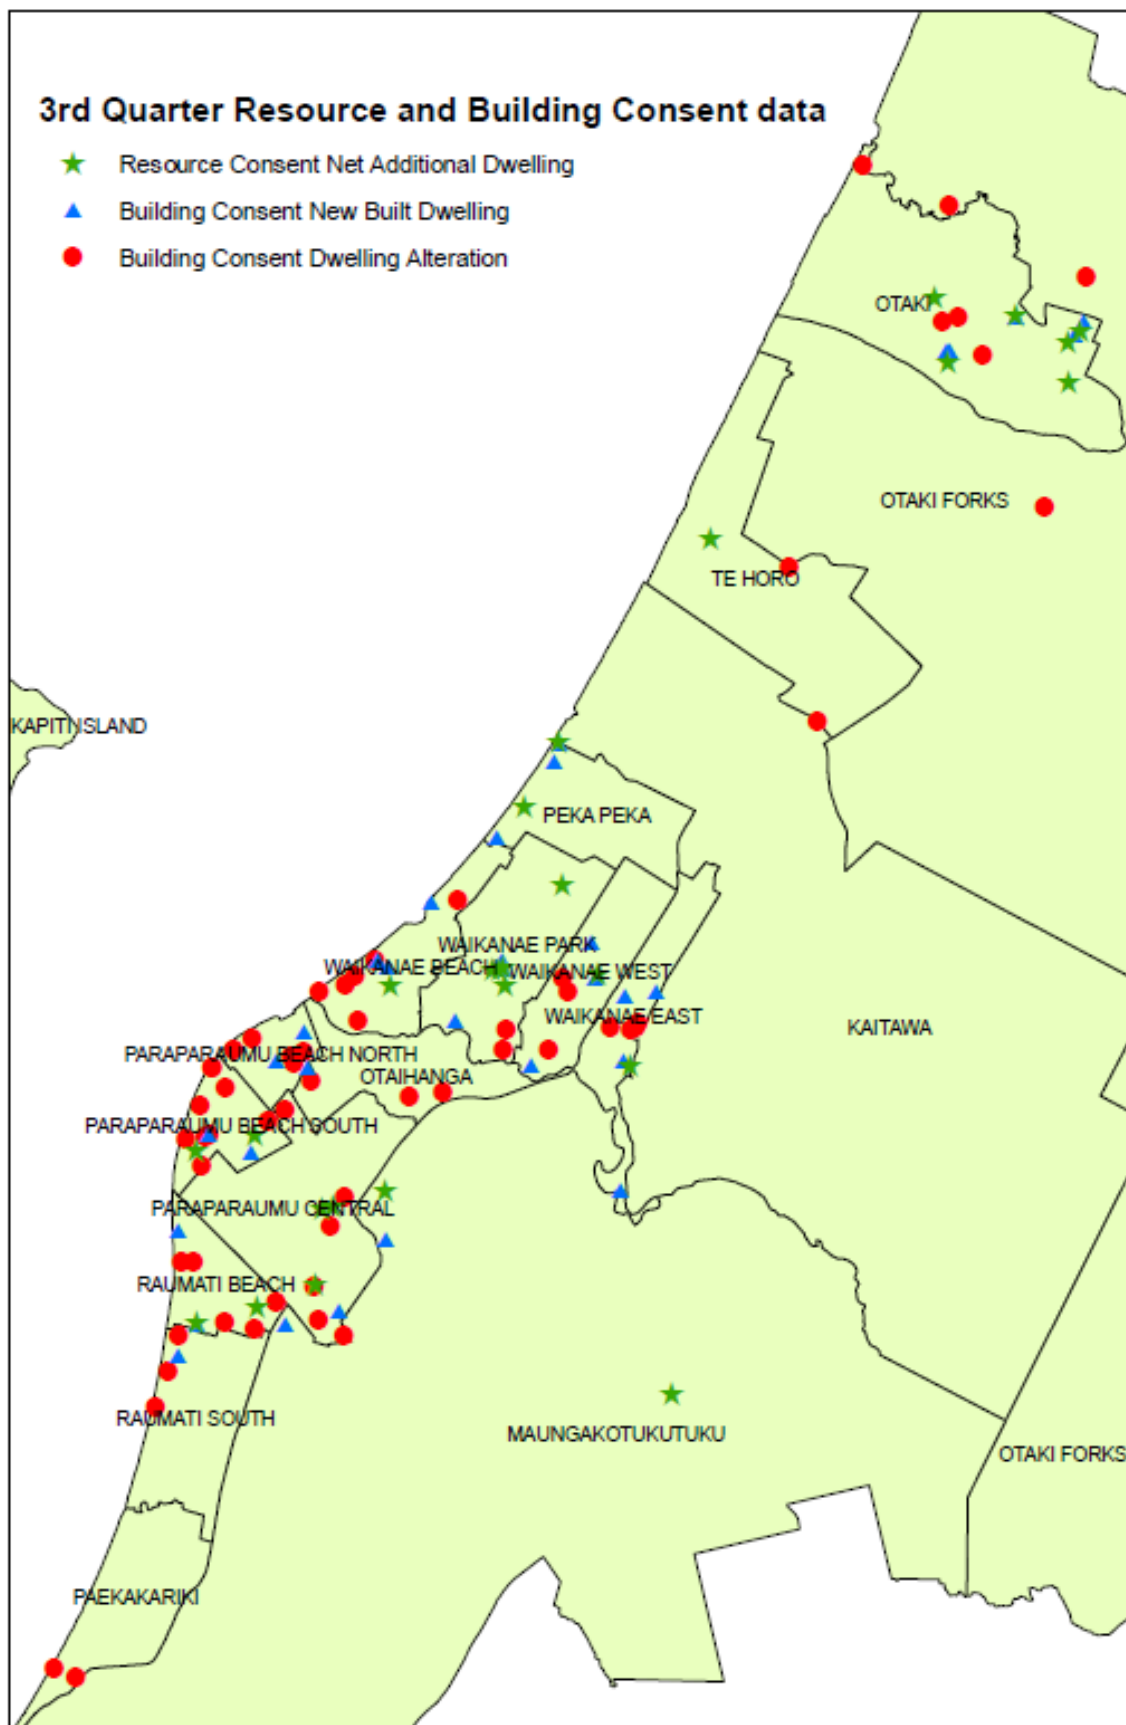 3rd Quarter Resource and Building Consent data
Resource Consent Net Additional Dwelling
Building Consent New Built Dwelling
Building Consent Dwelling Alteration
OTAKI
OTAKI FORKS
TE HORO
KAPITI ISLAND
PEKA PEKA
WAIKANAE PARK
WAIKANAE BEACH
WAIKANAE WEST
WAIKANAE EAST
KAITAWA
PARAPARAUMU BEACH NORTH
OTAIHANGA
PARAPARAUMU BEACH SOUTH
PARAPARAUMU CENTRAL
RAUMATI BEACH
RAUMATI SOUTH
MAUNGAKOTUKUTUKU
OTAKI FORKS
PAEKAKARIKI